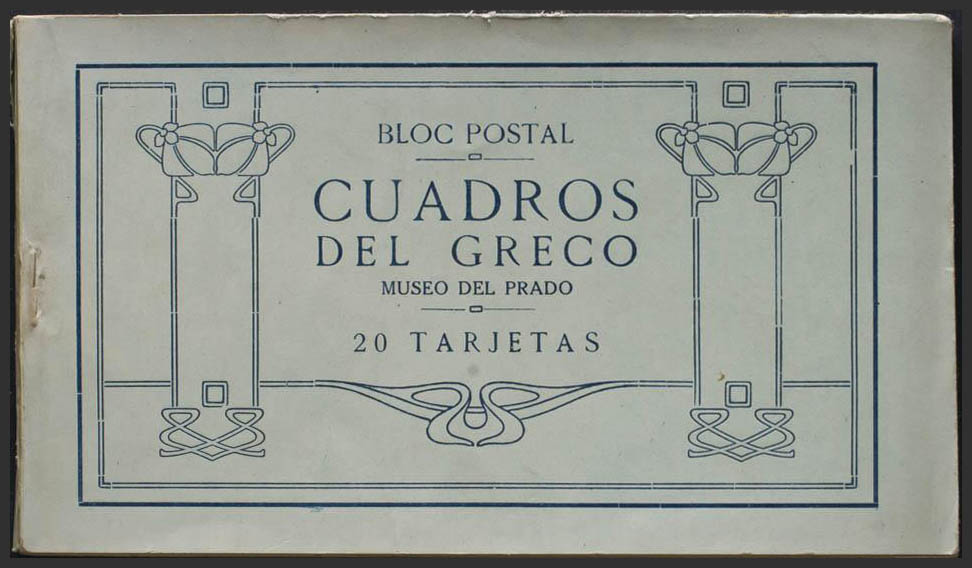 BLOC POSTAL
CUADROS
DEL GRECO
MUSEO DEL PRADO
20 TARJETAS